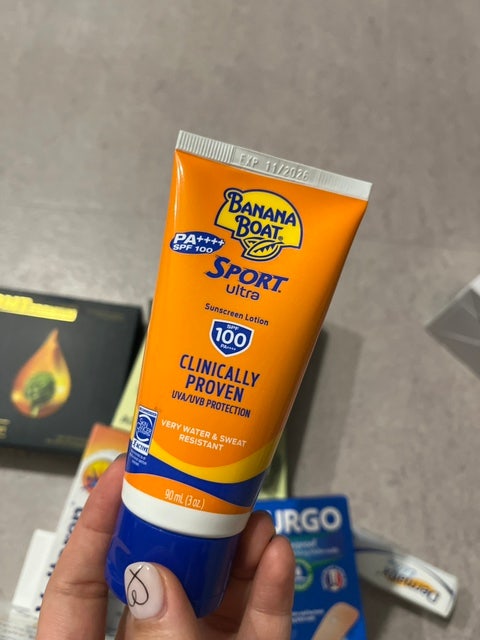 EXP 11/2026
BANANA
BOAT
PA++++
SPF 100
SPORT
ultra
Sunscreen Lotion
SPF
100
PA++++
CLINICALLY
PROVEN
UVA/UVB PROTECTION
VERY WATER & SWEAT
RESISTANT
90 mL (3 oz.)
URGO